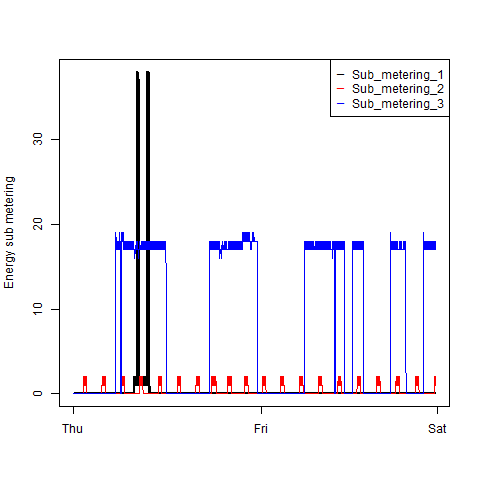 Sub_metering_1
Sub_metering_2
Sub_metering_3
Energy sub metering
30
20
10
0
Thu Fri Sat